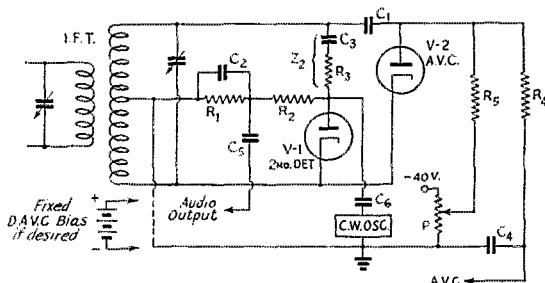 I.F.T.
C₁
C₃
Z₂
R₃
V-2
A.V.C.
C₂
R₁
R₂
R₅
R₄
V-1
2ND. DET
C₅
-40 V.
Fixed
D.A.V.C. Bias
if desired
+
−
Audio
Output
C₆
C.W. OSC.
P
C₄
A.V.C.